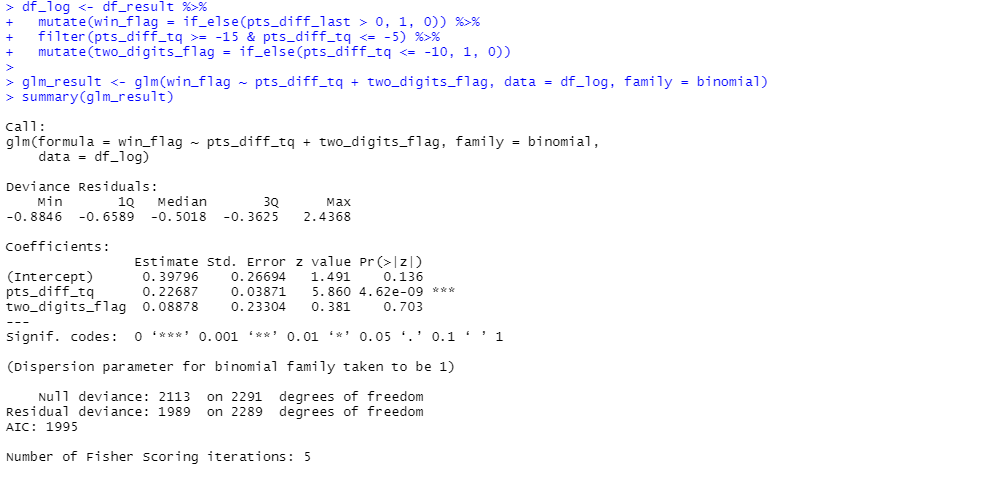 > df_log <- df_result %>%
+   mutate(win_flag = if_else(pts_diff_last > 0, 1, 0)) %>%
+   filter(pts_diff_tq >= -15 & pts_diff_tq <= -5) %>%
+   mutate(two_digits_flag = if_else(pts_diff_tq <= -10, 1, 0))
>
> glm_result <- glm(win_flag ~ pts_diff_tq + two_digits_flag, data = df_log, family = binomial)
> summary(glm_result)
Call:
glm(formula = win_flag ~ pts_diff_tq + two_digits_flag, family = binomial,
    data = df_log)
Deviance Residuals:
    Min       1Q   Median       3Q      Max
-0.8846  -0.6589  -0.5018  -0.3625   2.4368
Coefficients:
                Estimate Std. Error z value Pr(>|z|)
(Intercept)      0.39796    0.26694   1.491    0.136
pts_diff_tq      0.22687    0.03871   5.860 4.62e-09 ***
two_digits_flag  0.08878    0.23304   0.381    0.703
---
Signif. codes:  0 ‘***’ 0.001 ‘**’ 0.01 ‘*’ 0.05 ‘.’ 0.1 ‘ ’ 1
(Dispersion parameter for binomial family taken to be 1)
    Null deviance: 2113  on 2291  degrees of freedom
Residual deviance: 1989  on 2289  degrees of freedom
AIC: 1995
Number of Fisher Scoring iterations: 5